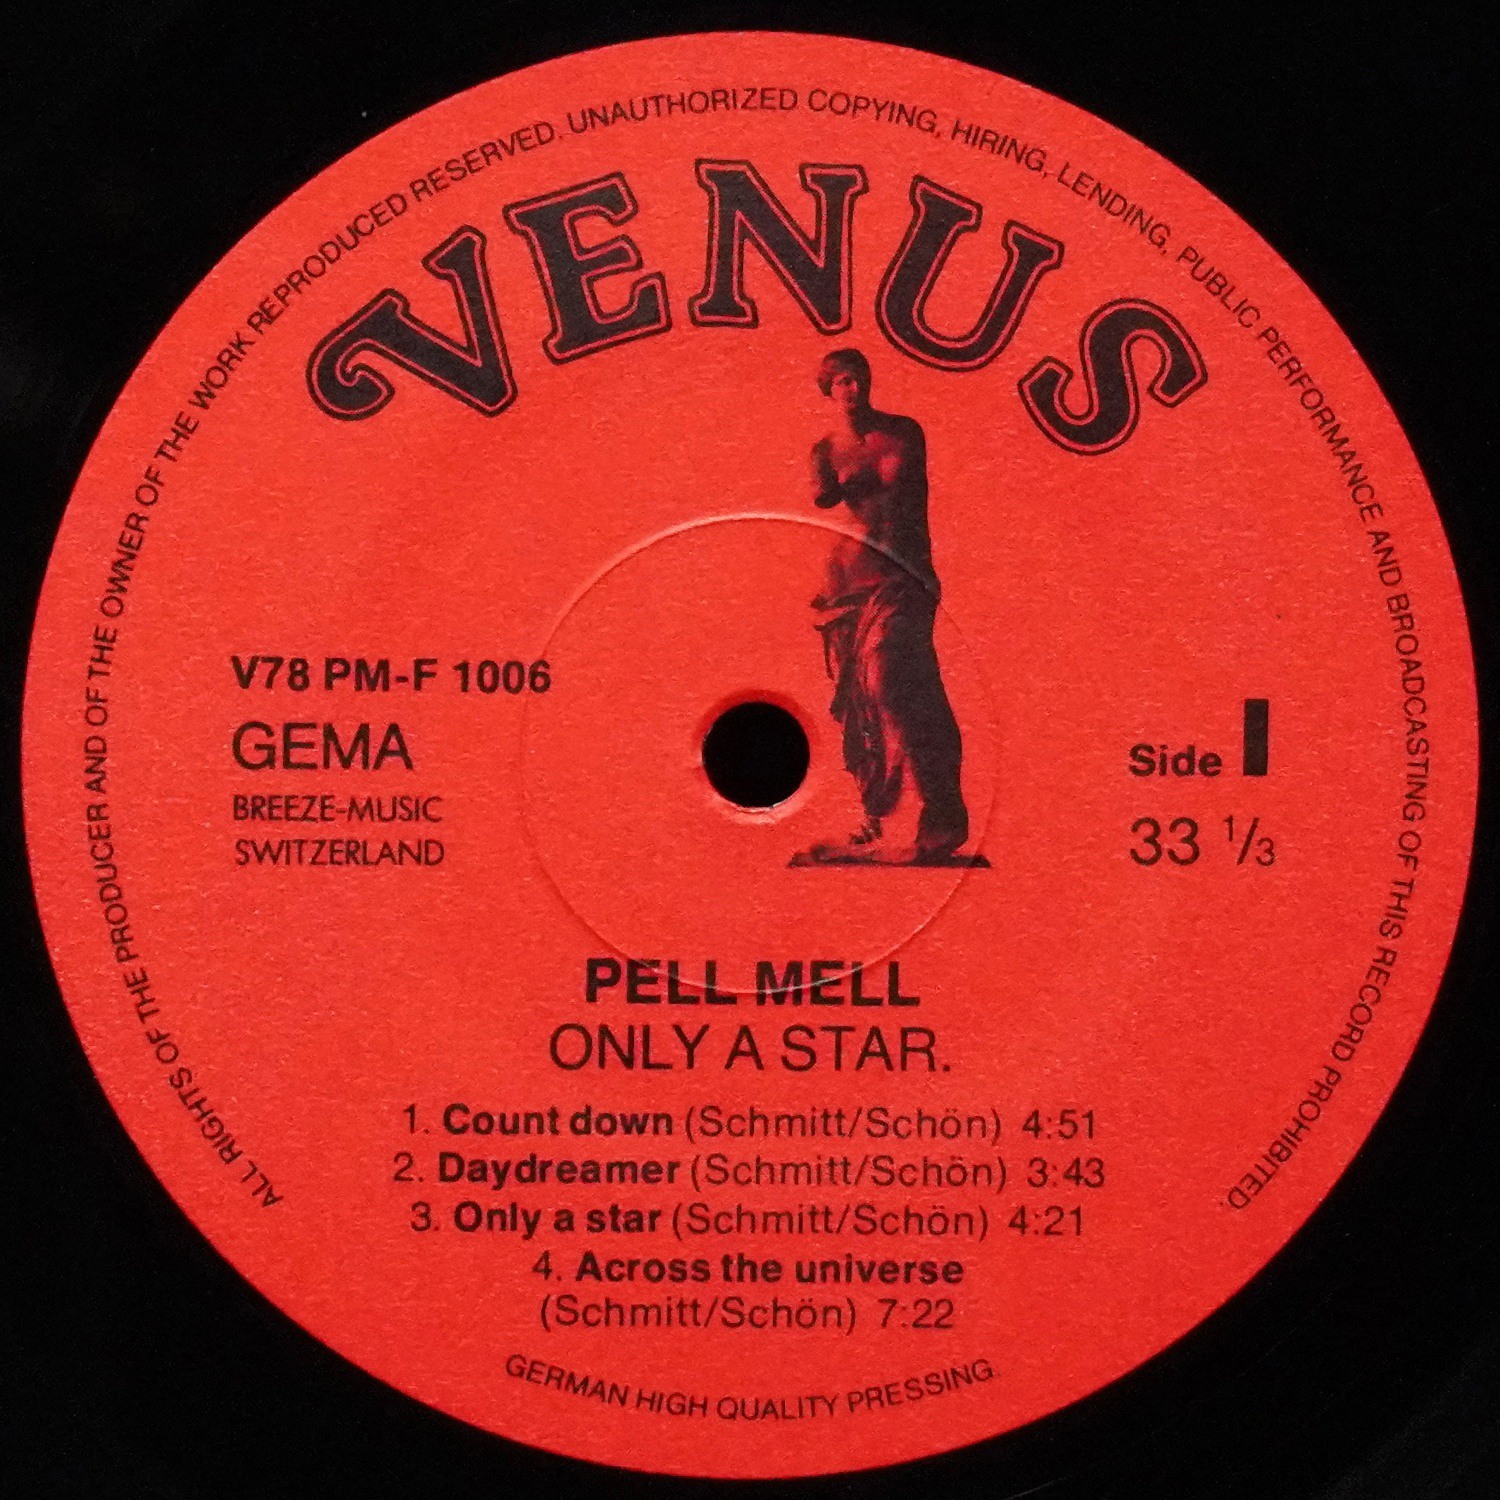 ALL RIGHTS OF THE PRODUCER AND OF THE OWNER OF THE WORK REPRODUCED RESERVED. UNAUTHORIZED COPYING, HIRING, LENDING, PUBLIC PERFORMANCE AND BROADCASTING OF THIS RECORD PROHIBITED.
VENUS
V78 PM-F 1006
GEMA
BREEZE-MUSIC
SWITZERLAND
Side I
33 1/3
PELL MELL
ONLY A STAR.
1. Count down (Schmitt/Schön) 4:51
2. Daydreamer (Schmitt/Schön) 3:43
3. Only a star (Schmitt/Schön) 4:21
4. Across the universe
(Schmitt/Schön) 7:22
GERMAN HIGH QUALITY PRESSING.